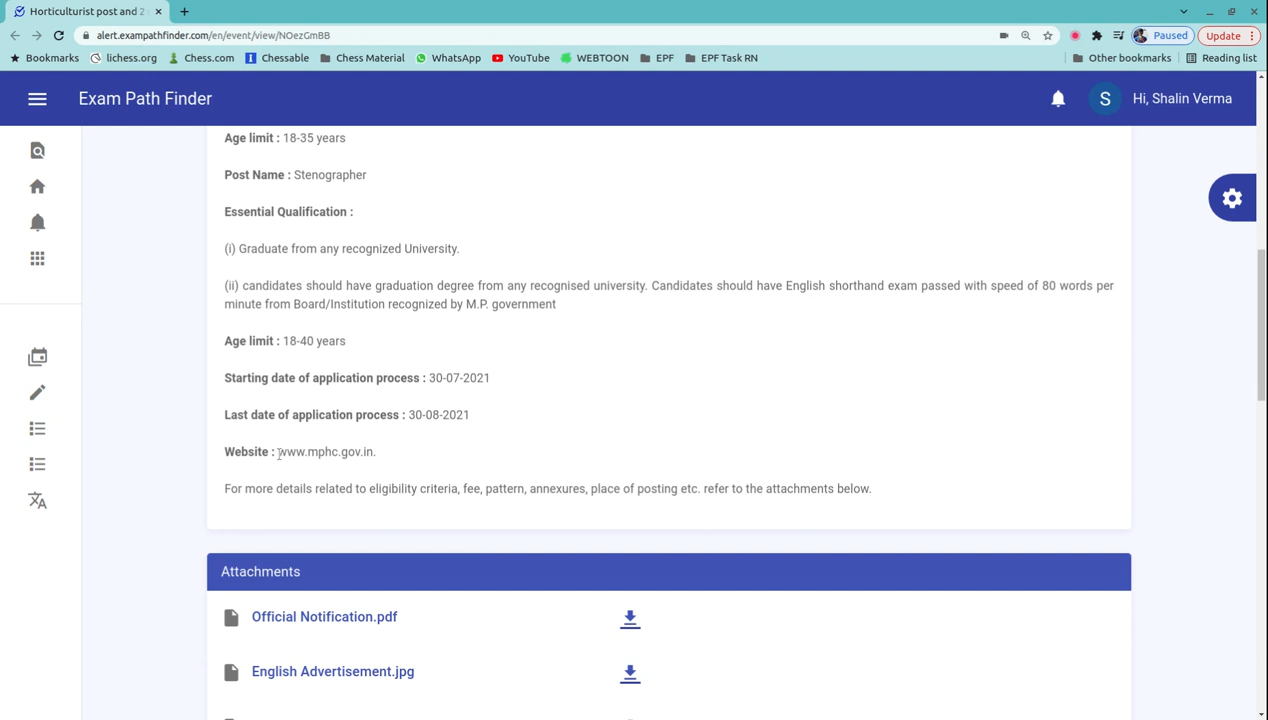 Horticulturist post and 2
alert.exampathfinder.com/en/event/view/NOezGmBB
Paused
Update
Bookmarks
lichess.org
Chess.com
Chessable
Chess Material
WhatsApp
YouTube
WEBTOON
EPF
EPF Task RN
Other bookmarks
Reading list
Exam Path Finder
S
Hi, Shalin Verma
Age limit : 18-35 years
Post Name : Stenographer
Essential Qualification :
(i) Graduate from any recognized University.
(ii) candidates should have graduation degree from any recognised university. Candidates should have English shorthand exam passed with speed of 80 words per
minute from Board/Institution recognized by M.P. government
Age limit : 18-40 years
Starting date of application process : 30-07-2021
Last date of application process : 30-08-2021
Website : www.mphc.gov.in.
For more details related to eligibility criteria, fee, pattern, annexures, place of posting etc. refer to the attachments below.
Attachments
Official Notification.pdf
English Advertisement.jpg